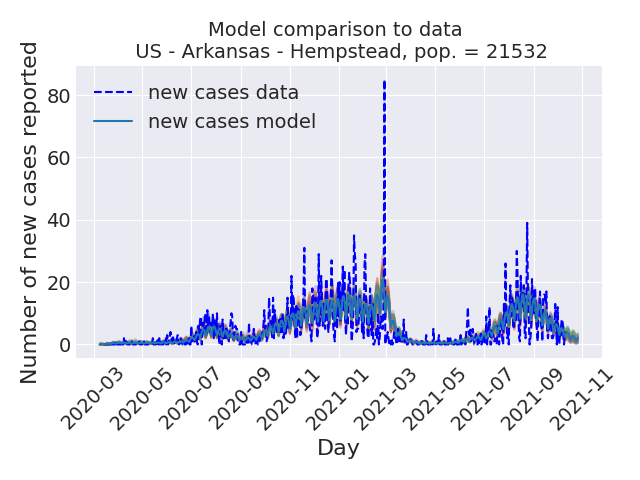 Model comparison to data
US - Arkansas - Hempstead, pop. = 21532
new cases data
new cases model
Number of new cases reported
80
60
40
20
0
2020-03
2020-05
2020-07
2020-09
2020-11
2021-01
2021-03
2021-05
2021-07
2021-09
2021-11
Day